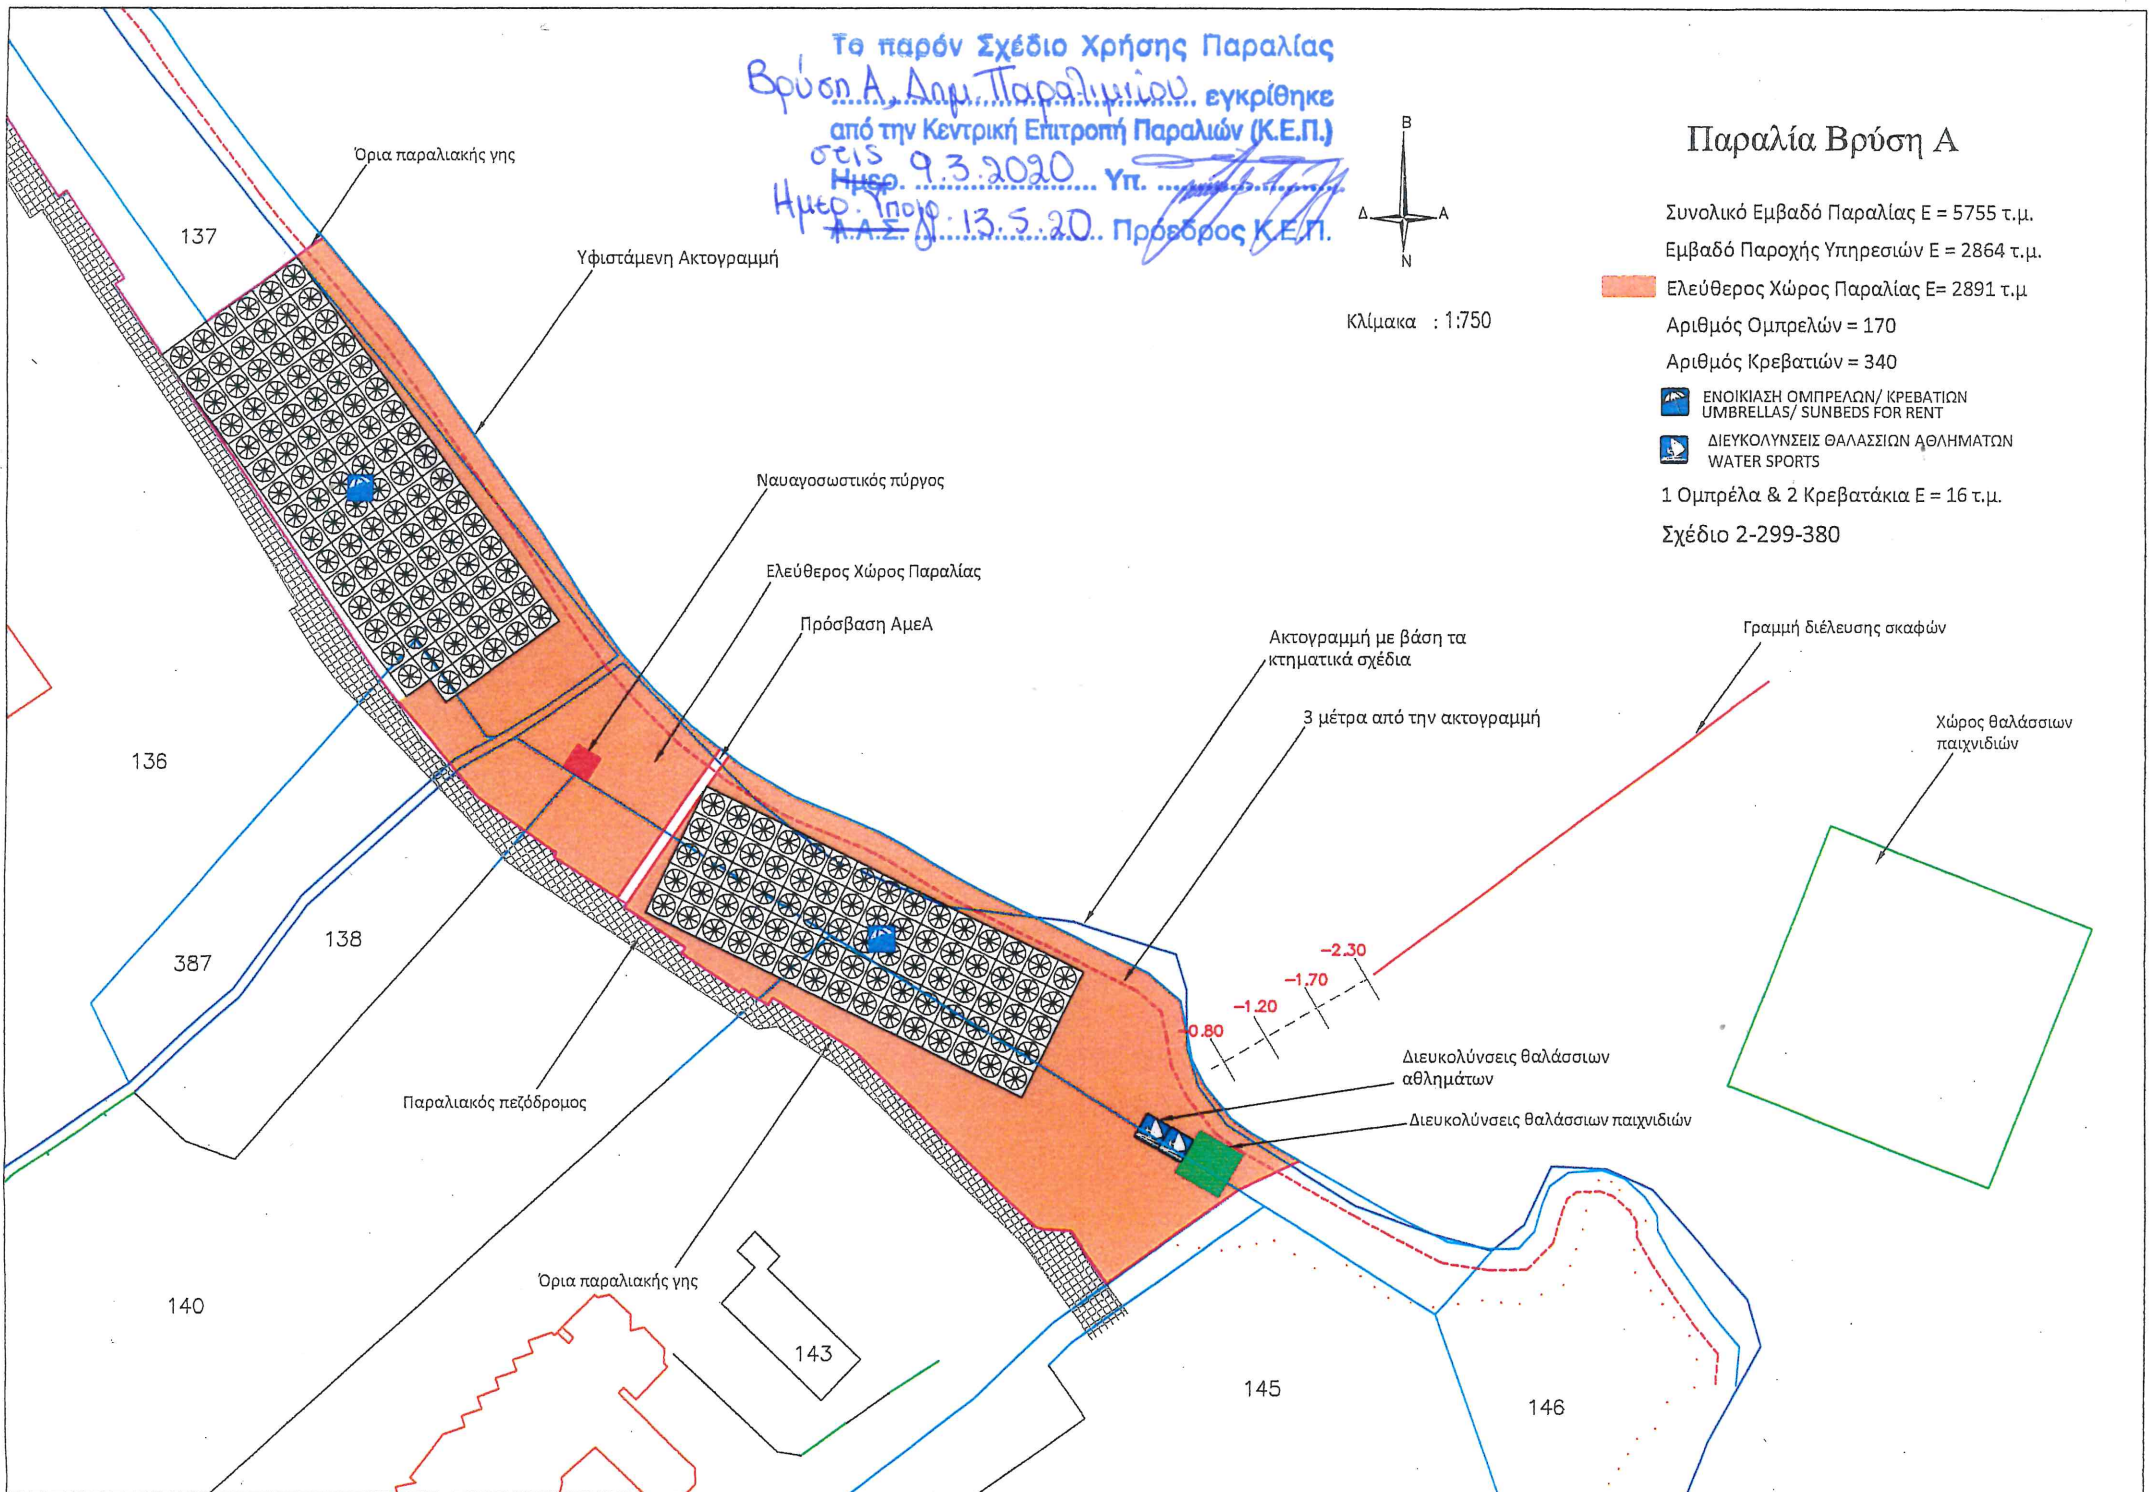 Το παρόν Σχέδιο Χρήσης Παραλίας
Βρύση Α, Δημ. Παραλιμνίου εγκρίθηκε
από την Κεντρική Επιτροπή Παραλιών (Κ.Ε.Π.)
στις
Ημερ. 9.3.2020 Υπ.
Ημερ. Υπογρ. 13.5.20 Πρόεδρος Κ.Ε.Π.
Α.Α.Σ.
Β
Δ
Α
Ν
Κλίμακα : 1:750
Παραλία Βρύση Α
Συνολικό Εμβαδό Παραλίας Ε = 5755 τ.μ.
Εμβαδό Παροχής Υπηρεσιών Ε = 2864 τ.μ.
Ελεύθερος Χώρος Παραλίας Ε= 2891 τ.μ
Αριθμός Ομπρελών = 170
Αριθμός Κρεβατιών = 340
ΕΝΟΙΚΙΑΣΗ ΟΜΠΡΕΛΩΝ/ ΚΡΕΒΑΤΙΩΝ
UMBRELLAS/ SUNBEDS FOR RENT
ΔΙΕΥΚΟΛΥΝΣΕΙΣ ΘΑΛΑΣΣΙΩΝ ΑΘΛΗΜΑΤΩΝ
WATER SPORTS
1 Ομπρέλα & 2 Κρεβατάκια Ε = 16 τ.μ.
Σχέδιο 2-299-380
Όρια παραλιακής γης
137
Υφιστάμενη Ακτογραμμή
Ναυαγοσωστικός πύργος
Ελεύθερος Χώρος Παραλίας
Πρόσβαση ΑμεΑ
Ακτογραμμή με βάση τα
κτηματικά σχέδια
Γραμμή διέλευσης σκαφών
3 μέτρα από την ακτογραμμή
Χώρος θαλάσσιων
παιχνιδιών
136
138
387
-2.30
-1.70
-1.20
-0.80
Διευκολύνσεις θαλάσσιων
αθλημάτων
Διευκολύνσεις θαλάσσιων παιχνιδιών
Παραλιακός πεζόδρομος
Όρια παραλιακής γης
140
143
145
146